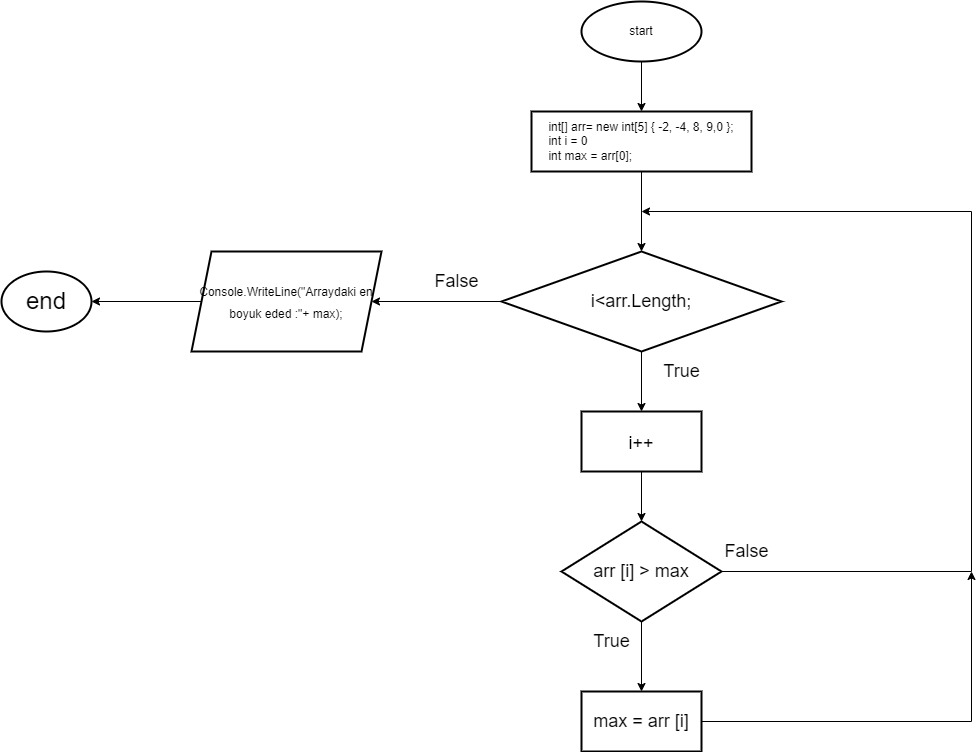 start
int[] arr= new int[5] { -2, -4, 8, 9,0 };
int i = 0
int max = arr[0];
i<arr.Length;
False
Console.WriteLine("Arraydaki en
boyuk eded :"+ max);
end
True
i++
arr [i] > max
False
True
max = arr [i]